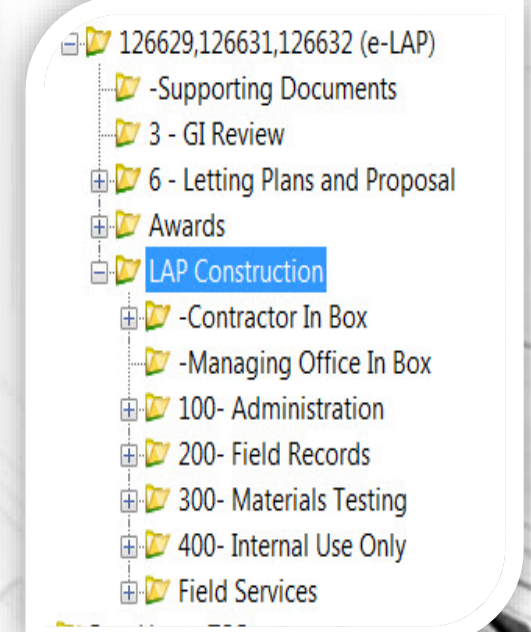 126629,126631,126632 (e-LAP)
-Supporting Documents
3 - GI Review
6 - Letting Plans and Proposal
Awards
LAP Construction
-Contractor In Box
-Managing Office In Box
100- Administration
200- Field Records
300- Materials Testing
400- Internal Use Only
Field Services